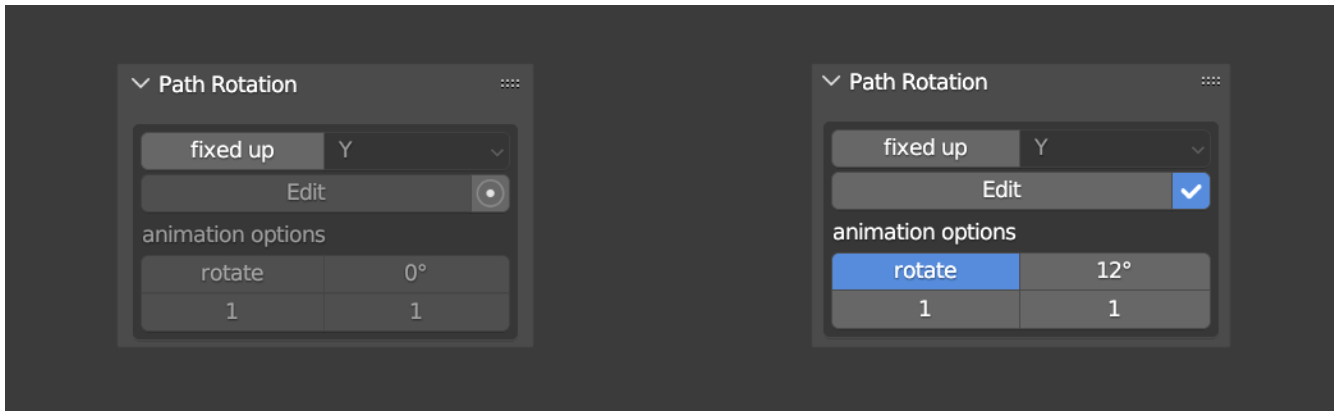 Path Rotation
fixed up Y
Edit
animation options
rotate 0°
1 1
Path Rotation
fixed up Y
Edit
animation options
rotate 12°
1 1